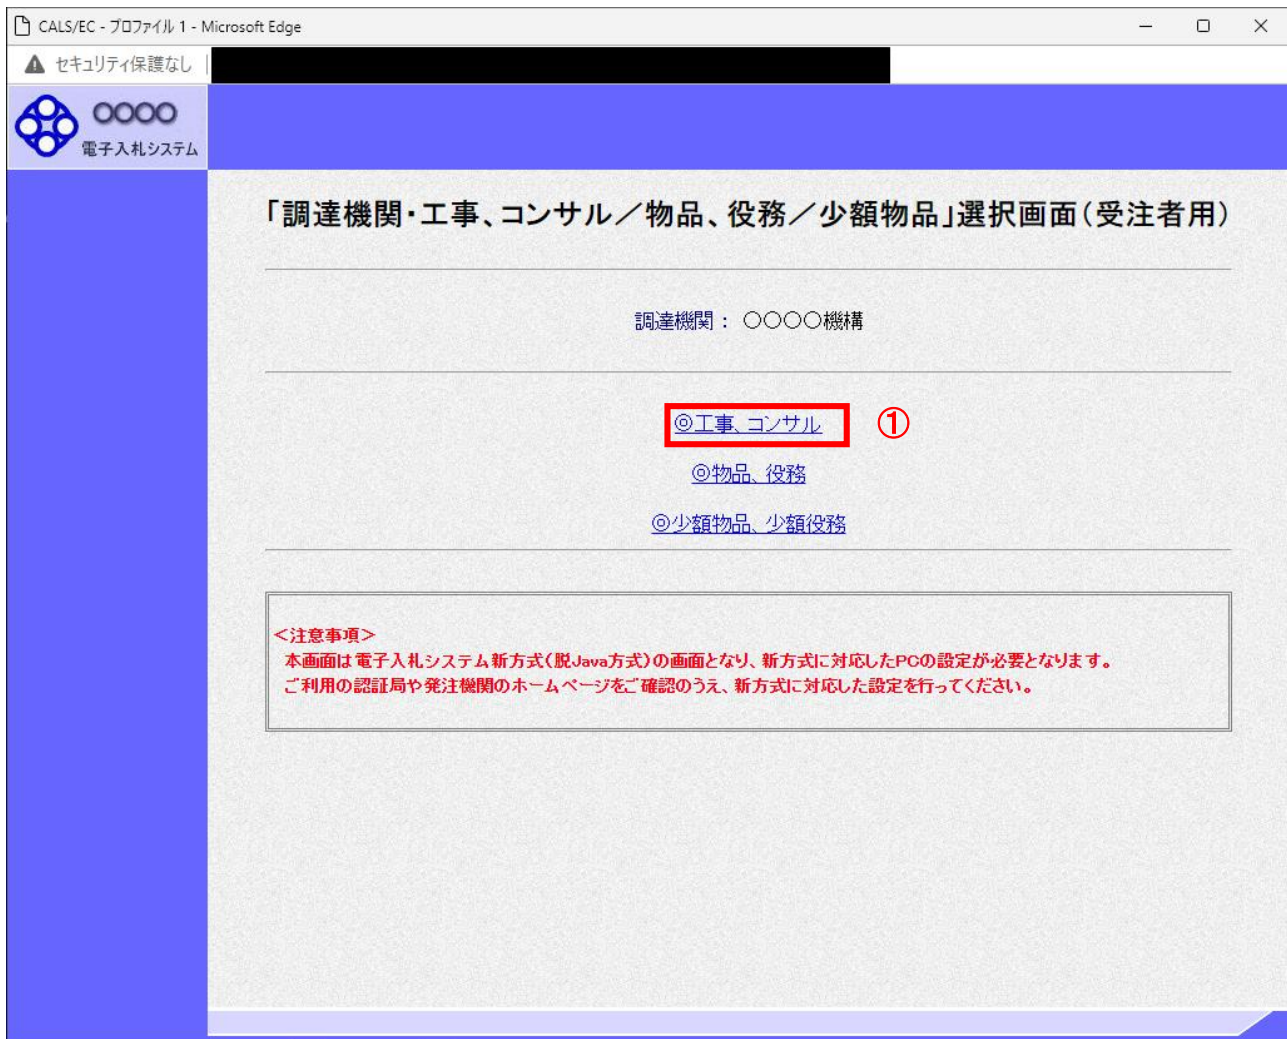 CALS/EC - プロファイル 1 - Microsoft Edge
セキュリティ保護なし
○○○○
電子入札システム
「調達機関・工事、コンサル／物品、役務／少額物品」選択画面（受注者用）
調達機関： ○○○○機構
◎工事、コンサル ①
◎物品、役務
◎少額物品、少額役務
＜注意事項＞
本画面は電子入札システム新方式（脱Java方式）の画面となり、新方式に対応したPCの設定が必要となります。
ご利用の認証局や発注機関のホームページをご確認のうえ、新方式に対応した設定を行ってください。